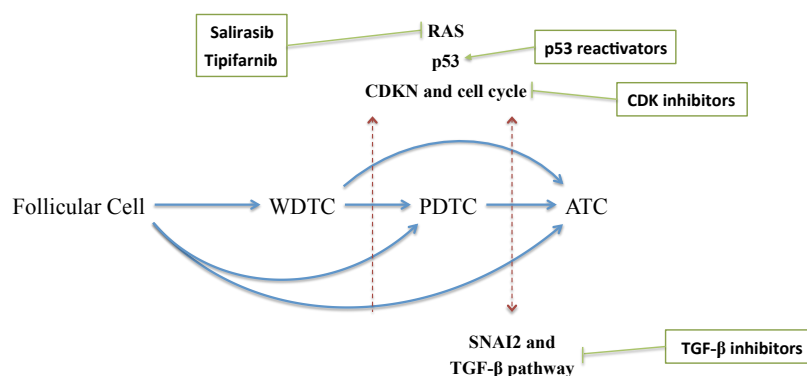 Salirasib
Tipifarnib
RAS
p53
p53 reactivators
CDKN and cell cycle
CDK inhibitors
Follicular Cell
WDTC
PDTC
ATC
SNAI2 and
TGF-β pathway
TGF-β inhibitors